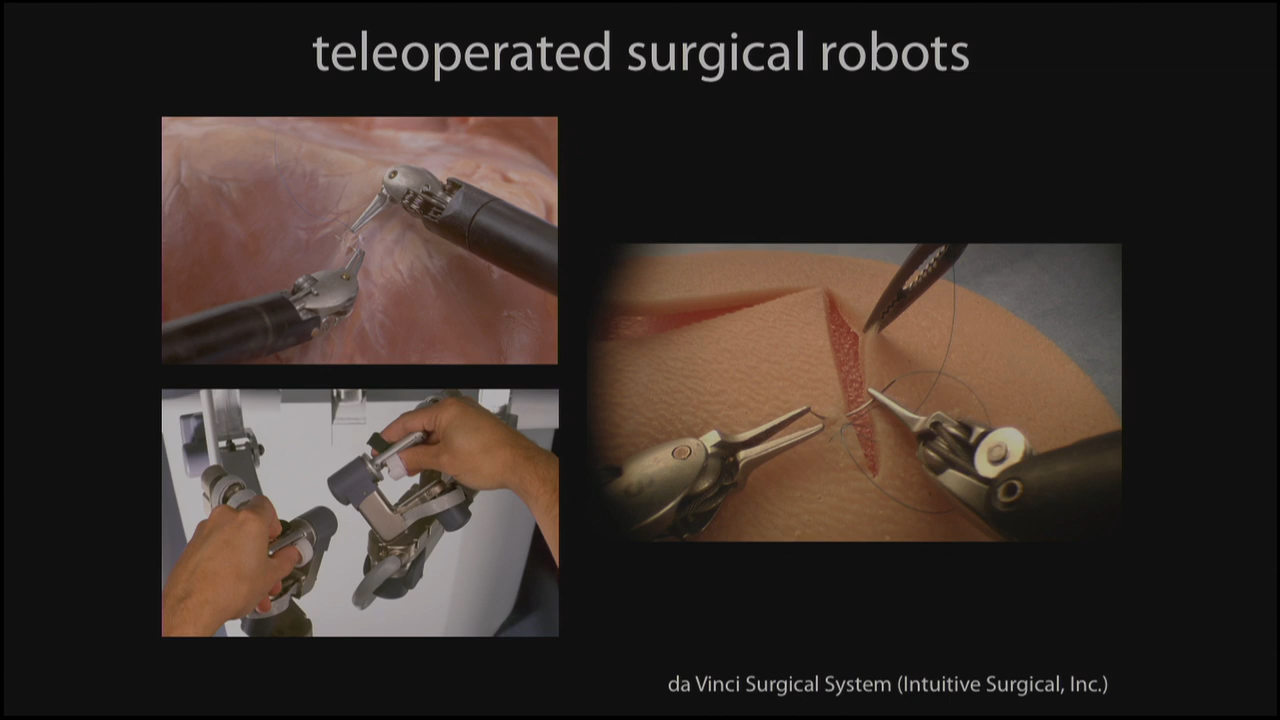 teleoperated surgical robots
da Vinci Surgical System (Intuitive Surgical, Inc.)